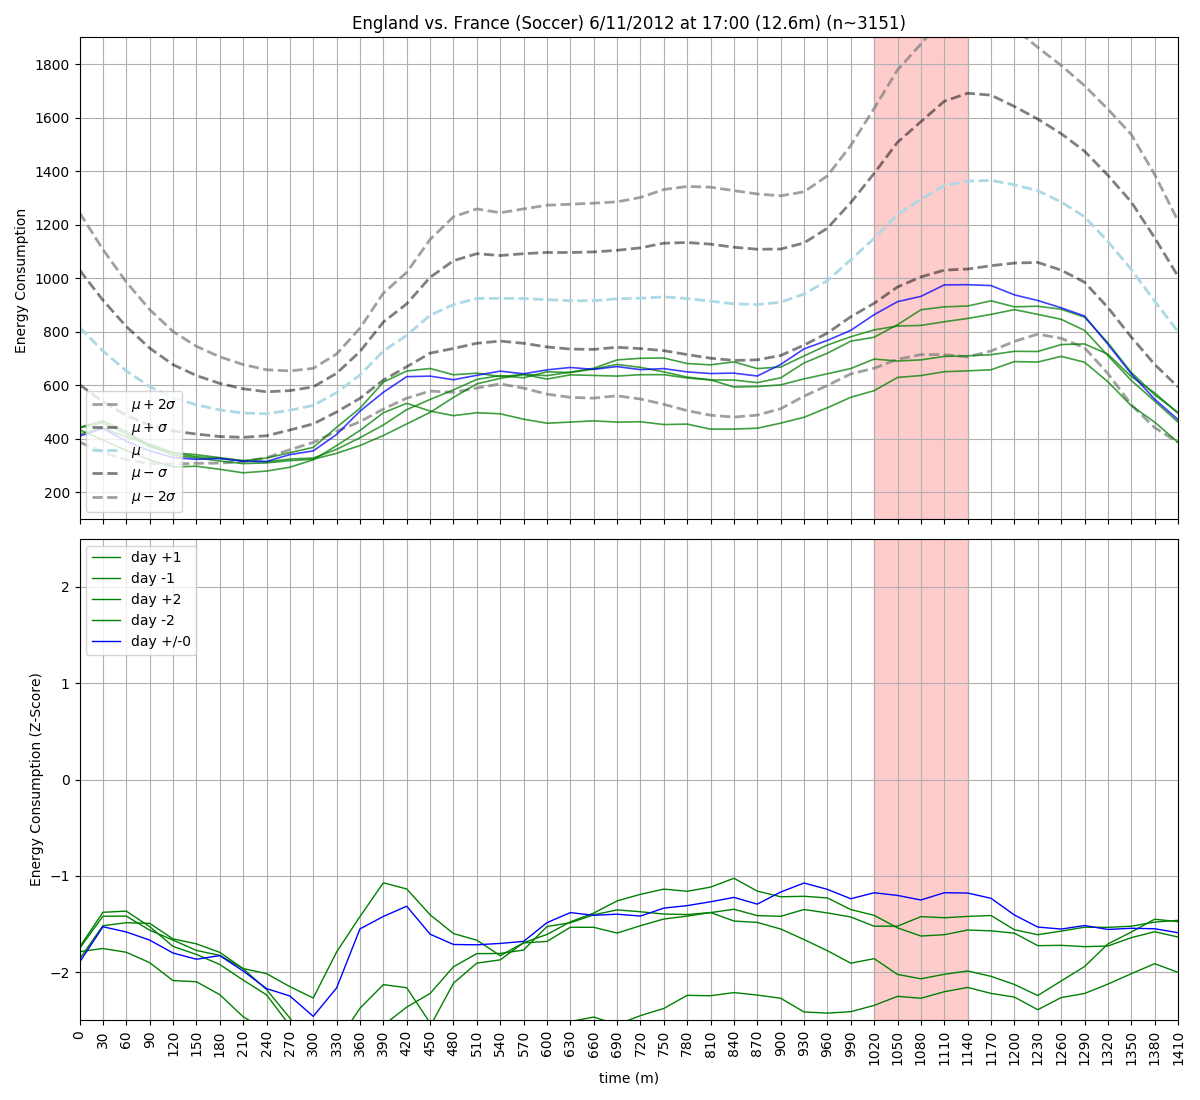 England vs. France (Soccer) 6/11/2012 at 17:00 (12.6m) (n~3151)
Energy Consumption
1800
1600
1400
1200
1000
800
600
400
200
μ + 2σ
μ + σ
μ
μ − σ
μ − 2σ
Energy Consumption (Z-Score)
2
1
0
−1
−2
day +1
day -1
day +2
day -2
day +/-0
0 30 60 90 120 150 180 210 240 270 300 330 360 390 420 450 480 510 540 570 600 630 660 690 720 750 780 810 840 870 900 930 960 990 1020 1050 1080 1110 1140 1170 1200 1230 1260 1290 1320 1350 1380 1410
time (m)